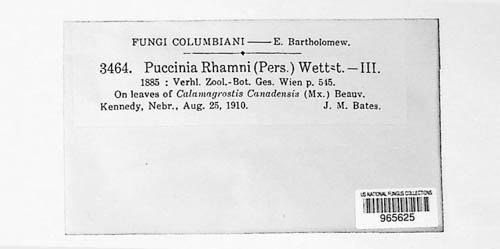 FUNGI COLUMBIANI — E. Bartholomew.
3464. Puccinia Rhamni (Pers.) Wettst. — III.
1885 : Verhl. Zool.-Bot. Ges. Wien p. 545.
On leaves of Calamagrostis Canadensis (Mx.) Beauv.
Kennedy, Nebr., Aug. 25, 1910. J. M. Bates.
US NATIONAL FUNGUS COLLECTIONS
965625